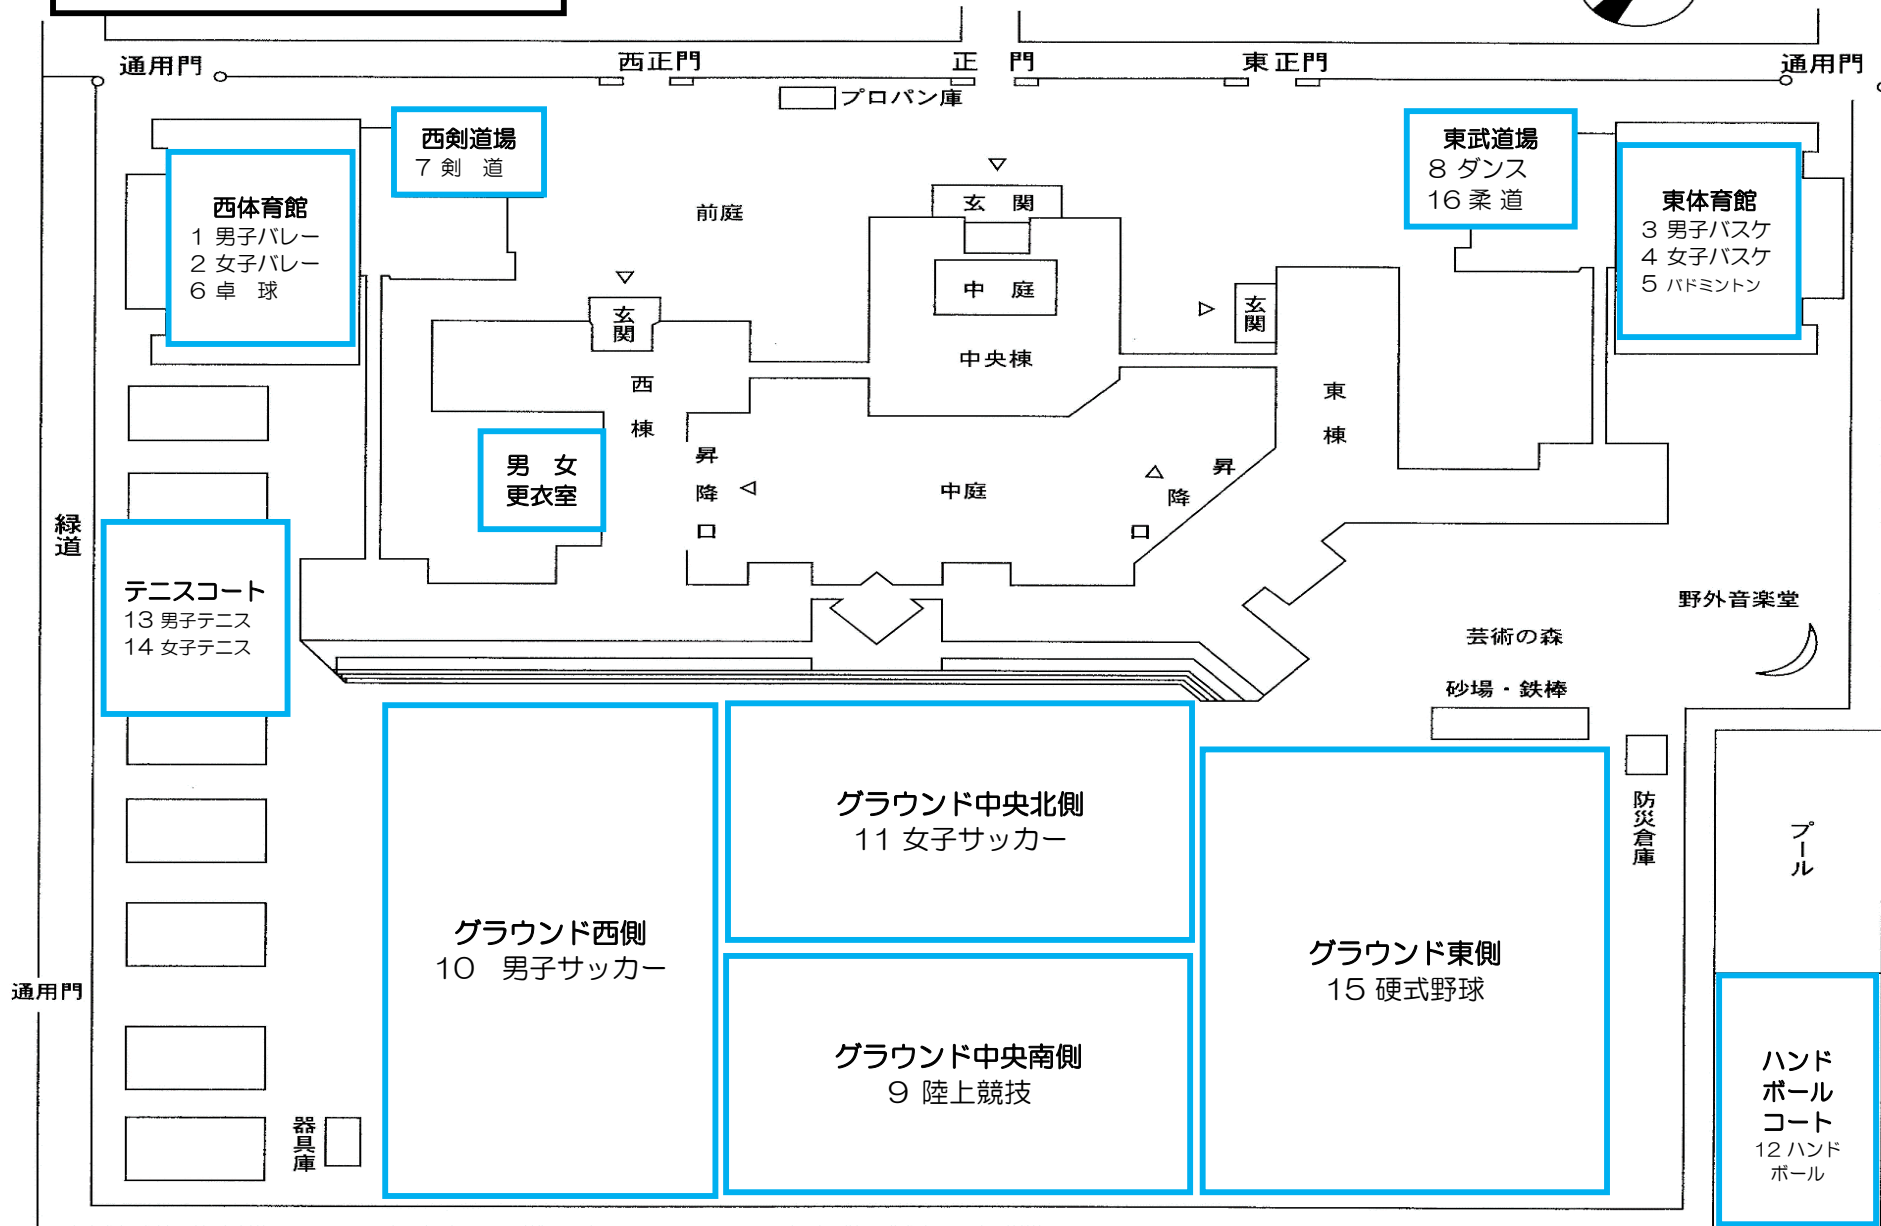 通用門
西正門
正　門
東正門
通用門
プロパン庫
西剣道場
7 剣　道
東武道場
8 ダンス
16 柔 道
西体育館
1 男子バレー
2 女子バレー
6 卓　球
東体育館
3 男子バスケ
4 女子バスケ
5 バドミントン
前庭
玄　関
中　庭
玄関
玄関
中央棟
西棟
東棟
男　女
更衣室
昇降口
中庭
昇降口
緑道
テニスコート
13 男子テニス
14 女子テニス
野外音楽堂
芸術の森
砂場・鉄棒
防災倉庫
プール
グラウンド中央北側
11 女子サッカー
グラウンド西側
10　男子サッカー
グラウンド東側
15 硬式野球
グラウンド中央南側
9 陸上競技
通用門
器具庫
ハンド
ボール
コート
12 ハンド
ボール